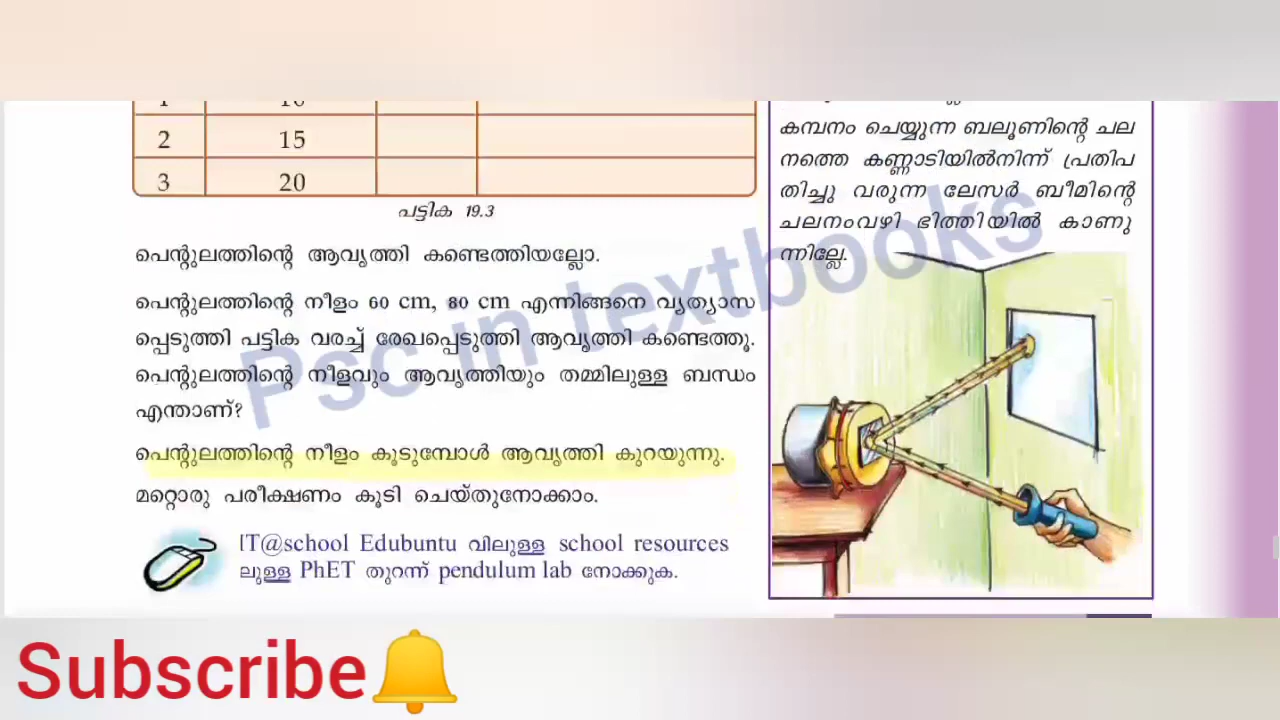 2 15
3 20
പട്ടിക 19.3
പെന്റുലത്തിന്റെ ആവൃത്തി കണ്ടെത്തിയല്ലോ.
പെന്റുലത്തിന്റെ നീളം 60 cm, 80 cm എന്നിങ്ങനെ വ്യത്യാസ
പ്പെടുത്തി പട്ടിക വരച്ച് രേഖപ്പെടുത്തി ആവൃത്തി കണ്ടെത്തൂ.
പെന്റുലത്തിന്റെ നീളവും ആവൃത്തിയും തമ്മിലുള്ള ബന്ധം
എന്താണ്?
പെന്റുലത്തിന്റെ നീളം കൂടുമ്പോൾ ആവൃത്തി കുറയുന്നു.
മറ്റൊരു പരീക്ഷണം കൂടി ചെയ്തുനോക്കാം.
IT@school Edubuntu വിലുള്ള school resources
ലുള്ള PhET തുറന്ന് pendulum lab നോക്കുക.
കമ്പനം ചെയ്യുന്ന ബലൂണിന്റെ ചല
നത്തെ കണ്ണാടിയിൽനിന്ന് പ്രതിപ
തിച്ചു വരുന്ന ലേസർ ബീമിന്റെ
ചലനംവഴി ഭിത്തിയിൽ കാണു
ന്നില്ലേ.
Psc in textbooks
Subscribe